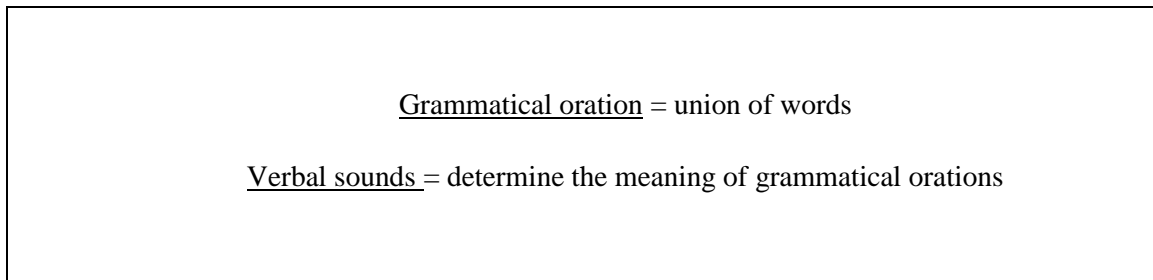 Grammatical oration = union of words
Verbal sounds = determine the meaning of grammatical orations